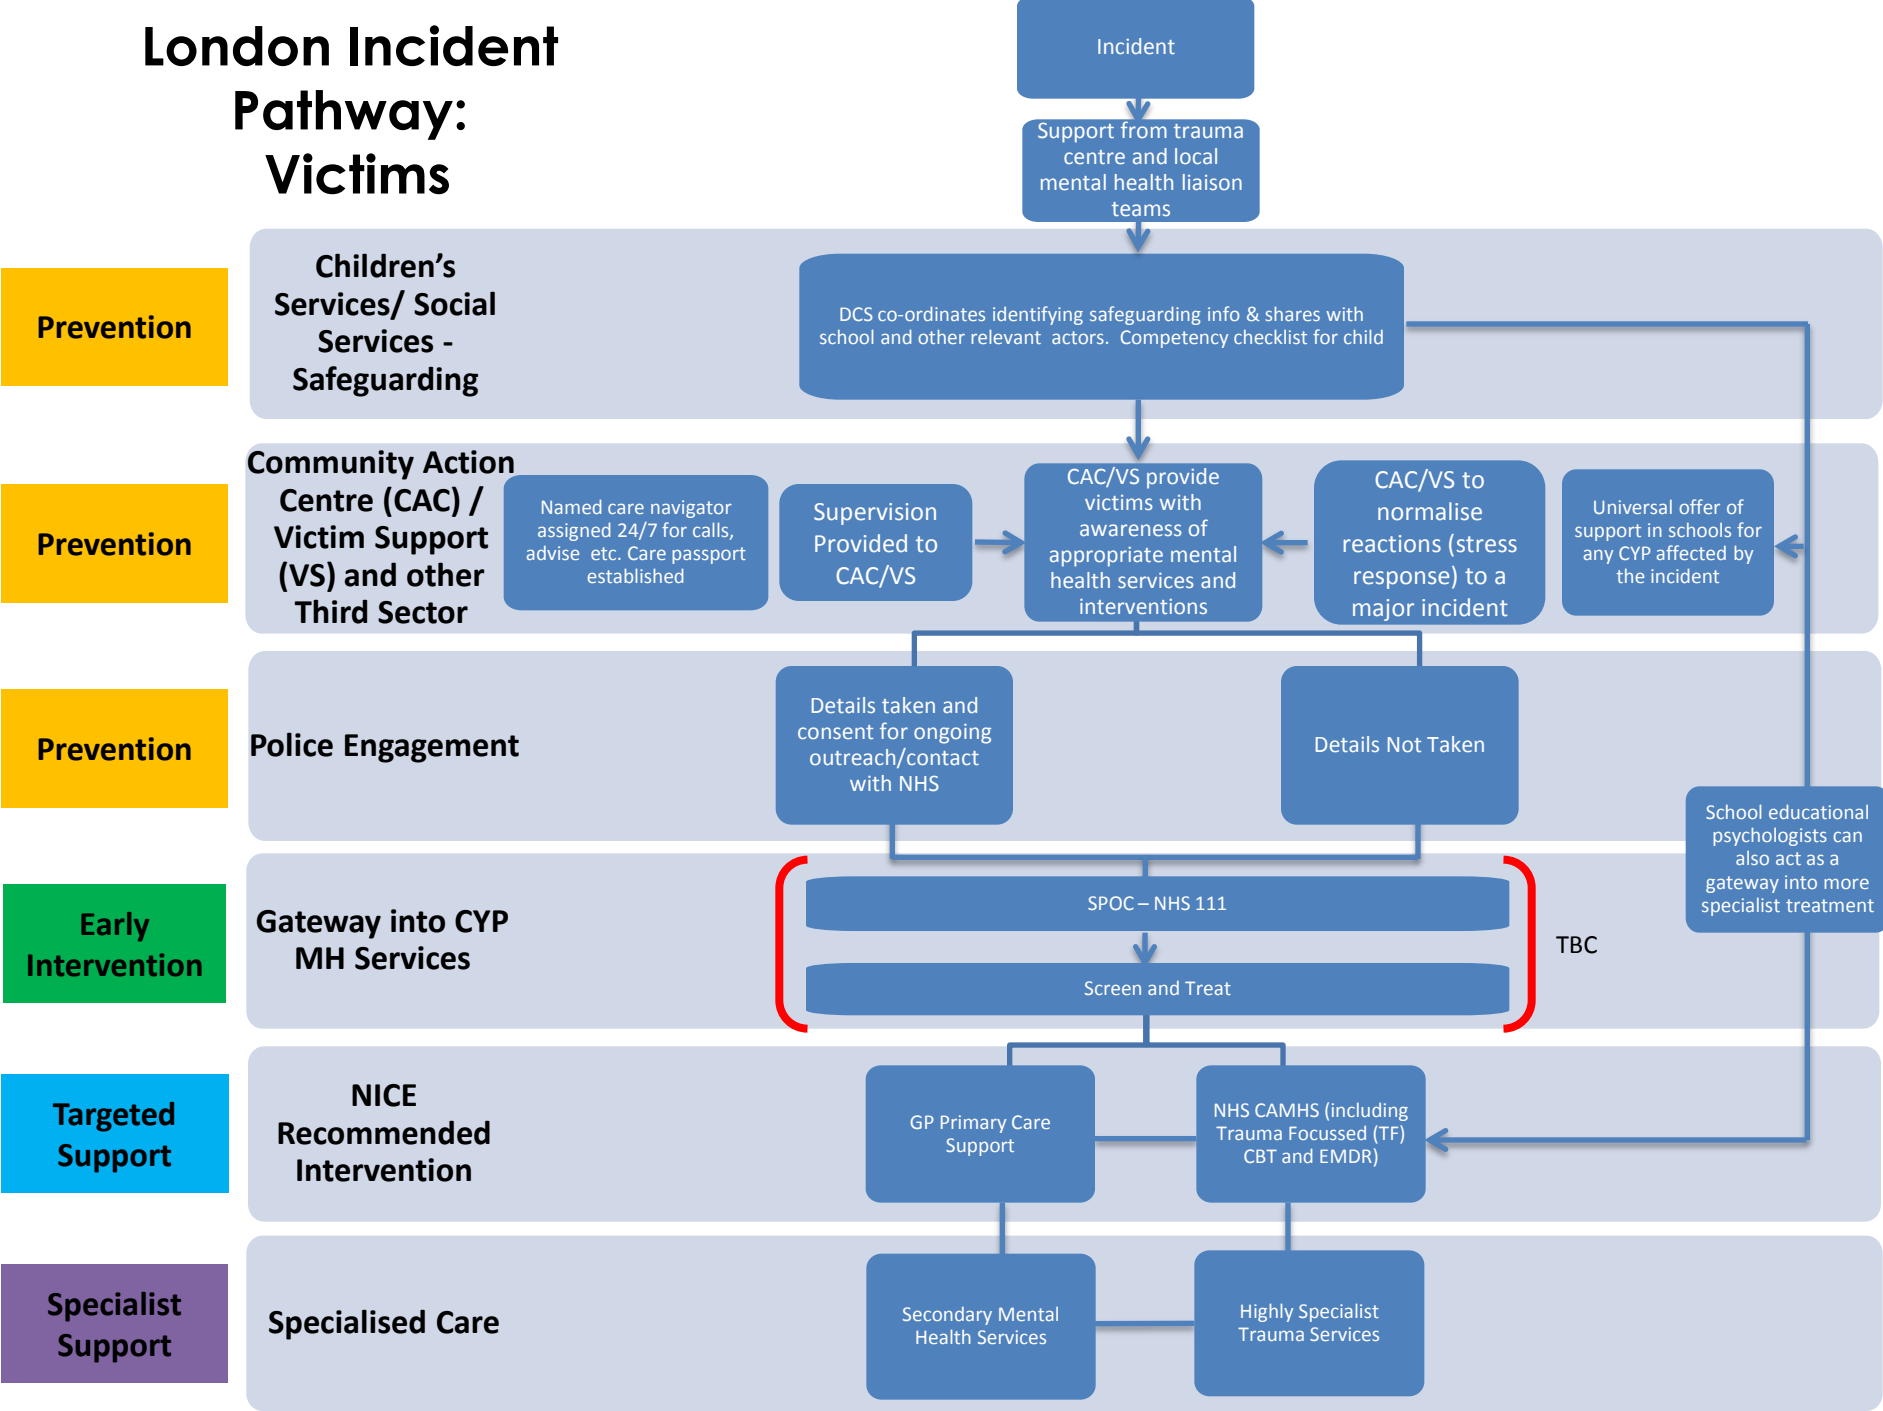 London Incident
Pathway:
Victims
Incident
Support from trauma
centre and local
mental health liaison
teams
Prevention
Children’s
Services/ Social
Services -
Safeguarding
DCS co-ordinates identifying safeguarding info & shares with
school and other relevant actors. Competency checklist for child
Prevention
Community Action
Centre (CAC) /
Victim Support
(VS) and other
Third Sector
Named care navigator
assigned 24/7 for calls,
advise etc. Care passport
established
Supervision
Provided to
CAC/VS
CAC/VS provide
victims with
awareness of
appropriate mental
health services and
interventions
CAC/VS to
normalise
reactions (stress
response) to a
major incident
Universal offer of
support in schools for
any CYP affected by
the incident
Prevention
Police Engagement
Details taken and
consent for ongoing
outreach/contact
with NHS
Details Not Taken
School educational
psychologists can
also act as a
gateway into more
specialist treatment
Early
Intervention
Gateway into CYP
MH Services
SPOC – NHS 111
Screen and Treat
TBC
Targeted
Support
NICE
Recommended
Intervention
GP Primary Care
Support
NHS CAMHS (including
Trauma Focussed (TF)
CBT and EMDR)
Specialist
Support
Specialised Care
Secondary Mental
Health Services
Highly Specialist
Trauma Services